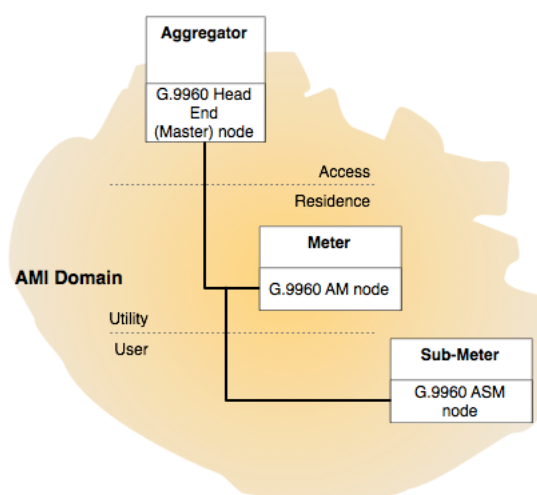 Aggregator
G.9960 Head
End
(Master) node
Access
Residence
Meter
G.9960 AM node
AMI Domain
Utility
User
Sub-Meter
G.9960 ASM
node